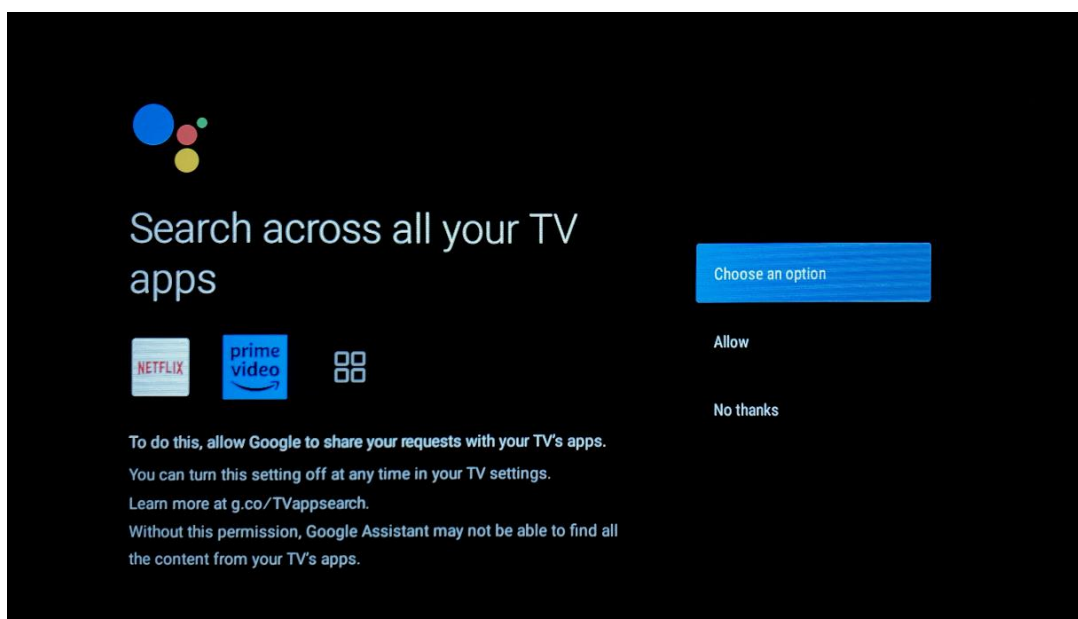 Search across all your TV
apps
NETFLIX
prime
video
To do this, allow Google to share your requests with your TV's apps.
You can turn this setting off at any time in your TV settings.
Learn more at g.co/TVappsearch.
Without this permission, Google Assistant may not be able to find all
the content from your TV's apps.
Choose an option
Allow
No thanks